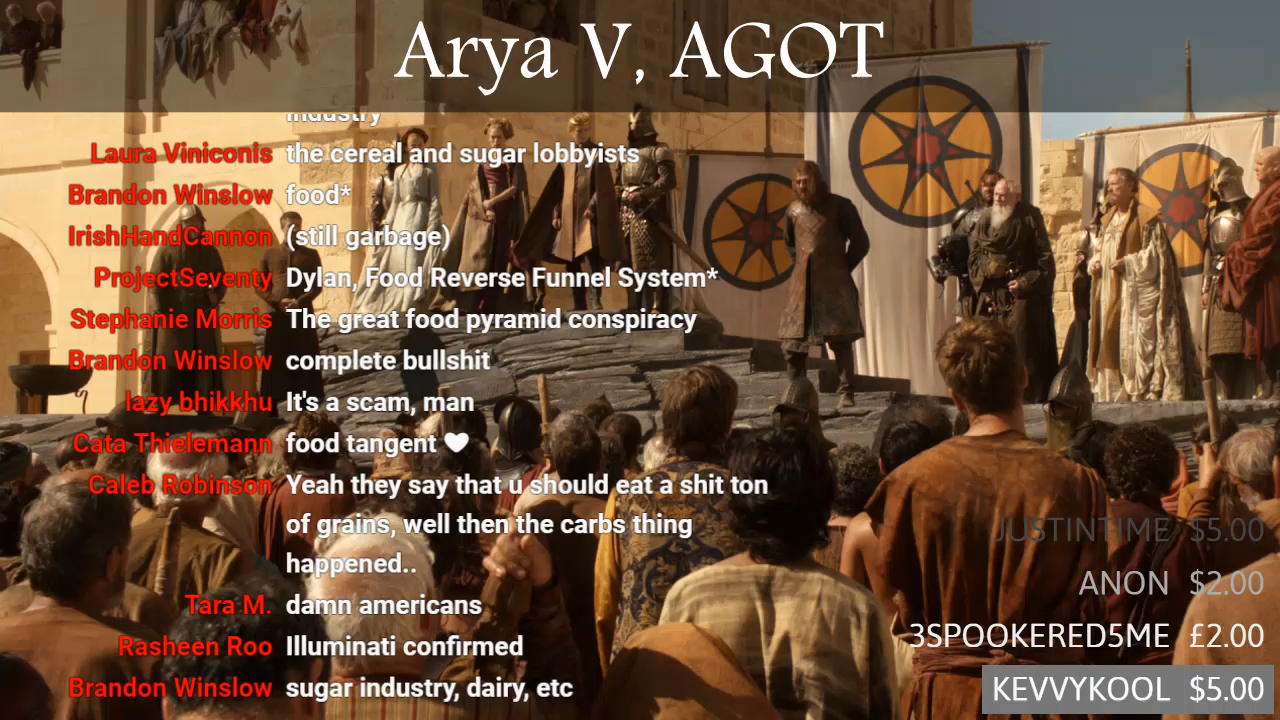 Arya V, AGOT
industry
Laura Viniconis the cereal and sugar lobbyists
Brandon Winslow food*
IrishHandCannon (still garbage)
ProjectSeventy Dylan, Food Reverse Funnel System*
Stephanie Morris The great food pyramid conspiracy
Brandon Winslow complete bullshit
lazy bhikkhu It's a scam, man
Cata Thielemann food tangent ♥
Caleb Robinson Yeah they say that u should eat a shit ton
of grains, well then the carbs thing
happened..
Tara M. damn americans
Rasheen Roo Illuminati confirmed
Brandon Winslow sugar industry, dairy, etc
JUSTINTIME $5.00
ANON $2.00
3SPOOKERED5ME £2.00
KEVVYKOOL $5.00